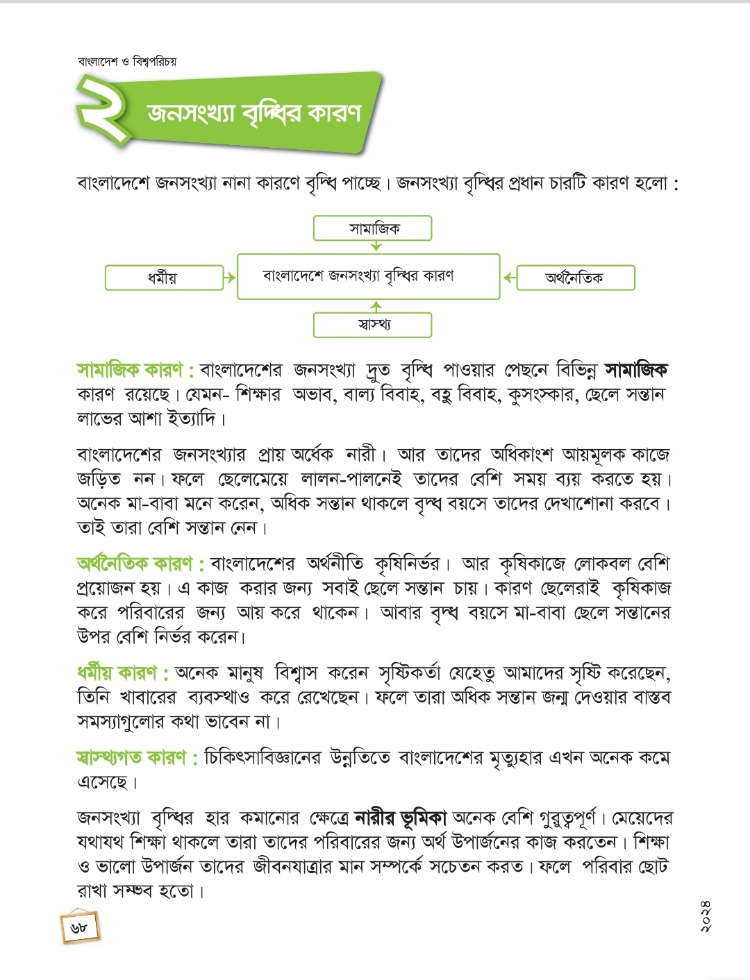 বাংলাদেশ ও বিশ্বপরিচয়
২ জনসংখ্যা বৃদ্ধির কারণ
বাংলাদেশে জনসংখ্যা নানা কারণে বৃদ্ধি পাচ্ছে। জনসংখ্যা বৃদ্ধির প্রধান চারটি কারণ হলো :
সামাজিক
ধর্মীয়
বাংলাদেশে জনসংখ্যা বৃদ্ধির কারণ
অর্থনৈতিক
স্বাস্থ্য
সামাজিক কারণ : বাংলাদেশের জনসংখ্যা দ্রুত বৃদ্ধি পাওয়ার পেছনে বিভিন্ন সামাজিক
কারণ রয়েছে। যেমন- শিক্ষার অভাব, বাল্য বিবাহ, বহু বিবাহ, কুসংস্কার, ছেলে সন্তান
লাভের আশা ইত্যাদি।
বাংলাদেশের জনসংখ্যার প্রায় অর্ধেক নারী। আর তাদের অধিকাংশ আয়মূলক কাজে
জড়িত নন। ফলে ছেলেমেয়ে লালন-পালনেই তাদের বেশি সময় ব্যয় করতে হয়।
অনেক মা-বাবা মনে করেন, অধিক সন্তান থাকলে বৃদ্ধ বয়সে তাদের দেখাশোনা করবে।
তাই তারা বেশি সন্তান নেন।
অর্থনৈতিক কারণ : বাংলাদেশের অর্থনীতি কৃষিনির্ভর। আর কৃষিকাজে লোকবল বেশি
প্রয়োজন হয়। এ কাজ করার জন্য সবাই ছেলে সন্তান চায়। কারণ ছেলেরাই কৃষিকাজ
করে পরিবারের জন্য আয় করে থাকেন। আবার বৃদ্ধ বয়সে মা-বাবা ছেলে সন্তানের
উপর বেশি নির্ভর করেন।
ধর্মীয় কারণ : অনেক মানুষ বিশ্বাস করেন সৃষ্টিকর্তা যেহেতু আমাদের সৃষ্টি করেছেন,
তিনি খাবারের ব্যবস্থাও করে রেখেছেন। ফলে তারা অধিক সন্তান জন্ম দেওয়ার বাস্তব
সমস্যাগুলোর কথা ভাবেন না।
স্বাস্থ্যগত কারণ : চিকিৎসাবিজ্ঞানের উন্নতিতে বাংলাদেশের মৃত্যুহার এখন অনেক কমে
এসেছে।
জনসংখ্যা বৃদ্ধির হার কমানোর ক্ষেত্রে নারীর ভূমিকা অনেক বেশি গুরুত্বপূর্ণ। মেয়েদের
যথাযথ শিক্ষা থাকলে তারা তাদের পরিবারের জন্য অর্থ উপার্জনের কাজ করতেন। শিক্ষা
ও ভালো উপার্জন তাদের জীবনযাত্রার মান সম্পর্কে সচেতন করত। ফলে পরিবার ছোট
রাখা সম্ভব হতো।
৬৮
২০২৪